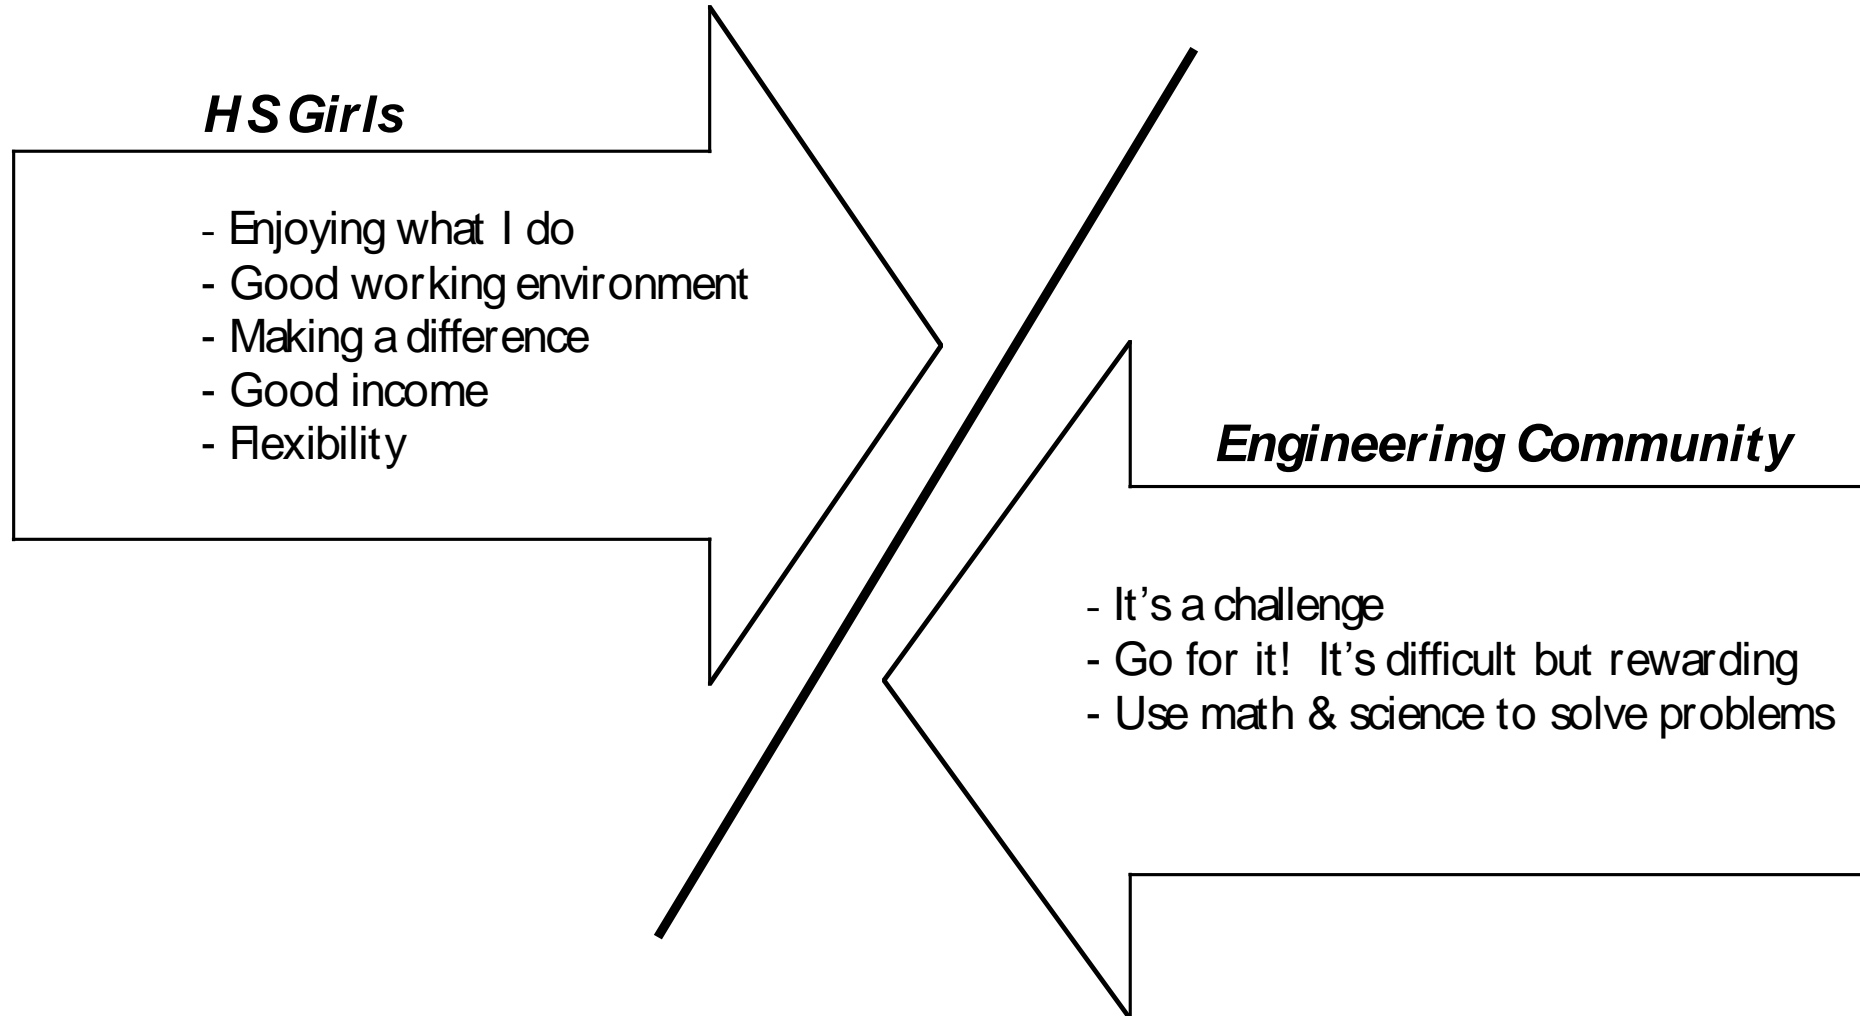 HS Girls
- Enjoying what I do
- Good working environment
- Making a difference
- Good income
- Flexibility
Engineering Community
- It’s a challenge
- Go for it!  It’s difficult but rewarding
- Use math & science to solve problems